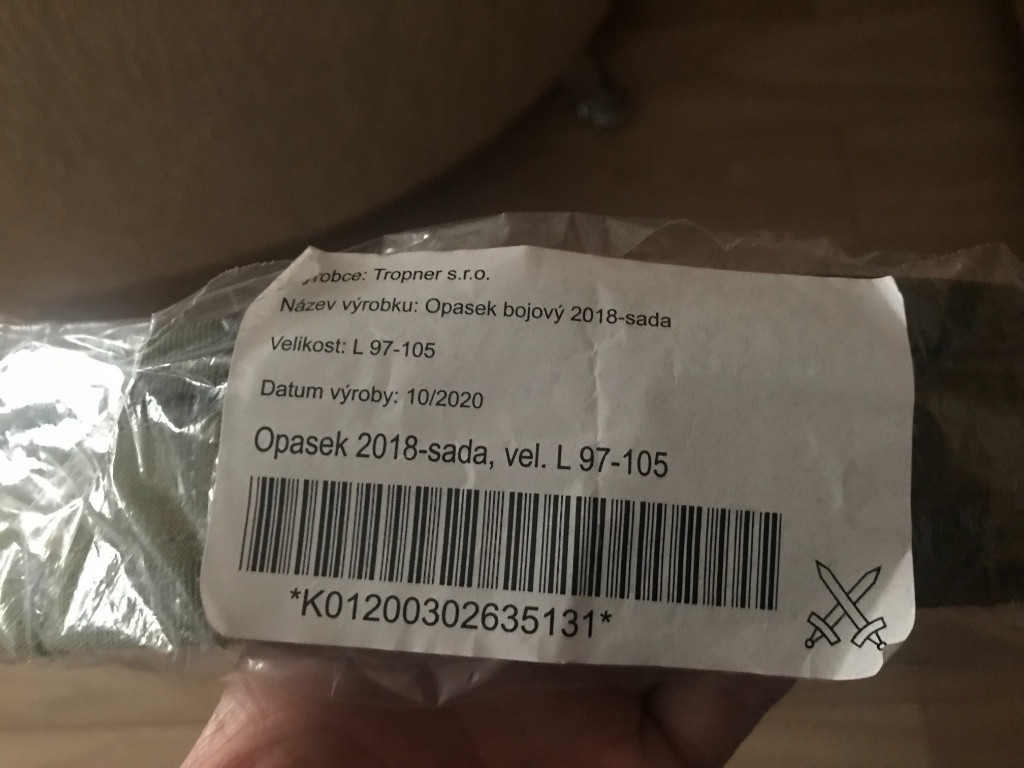 Tropner s.r.o.
Název výrobku: Opasek bojový 2018-sada
Velikost: L 97-105
Datum výroby: 10/2020
Opasek 2018-sada, vel. L 97-105
*K01200302635131*